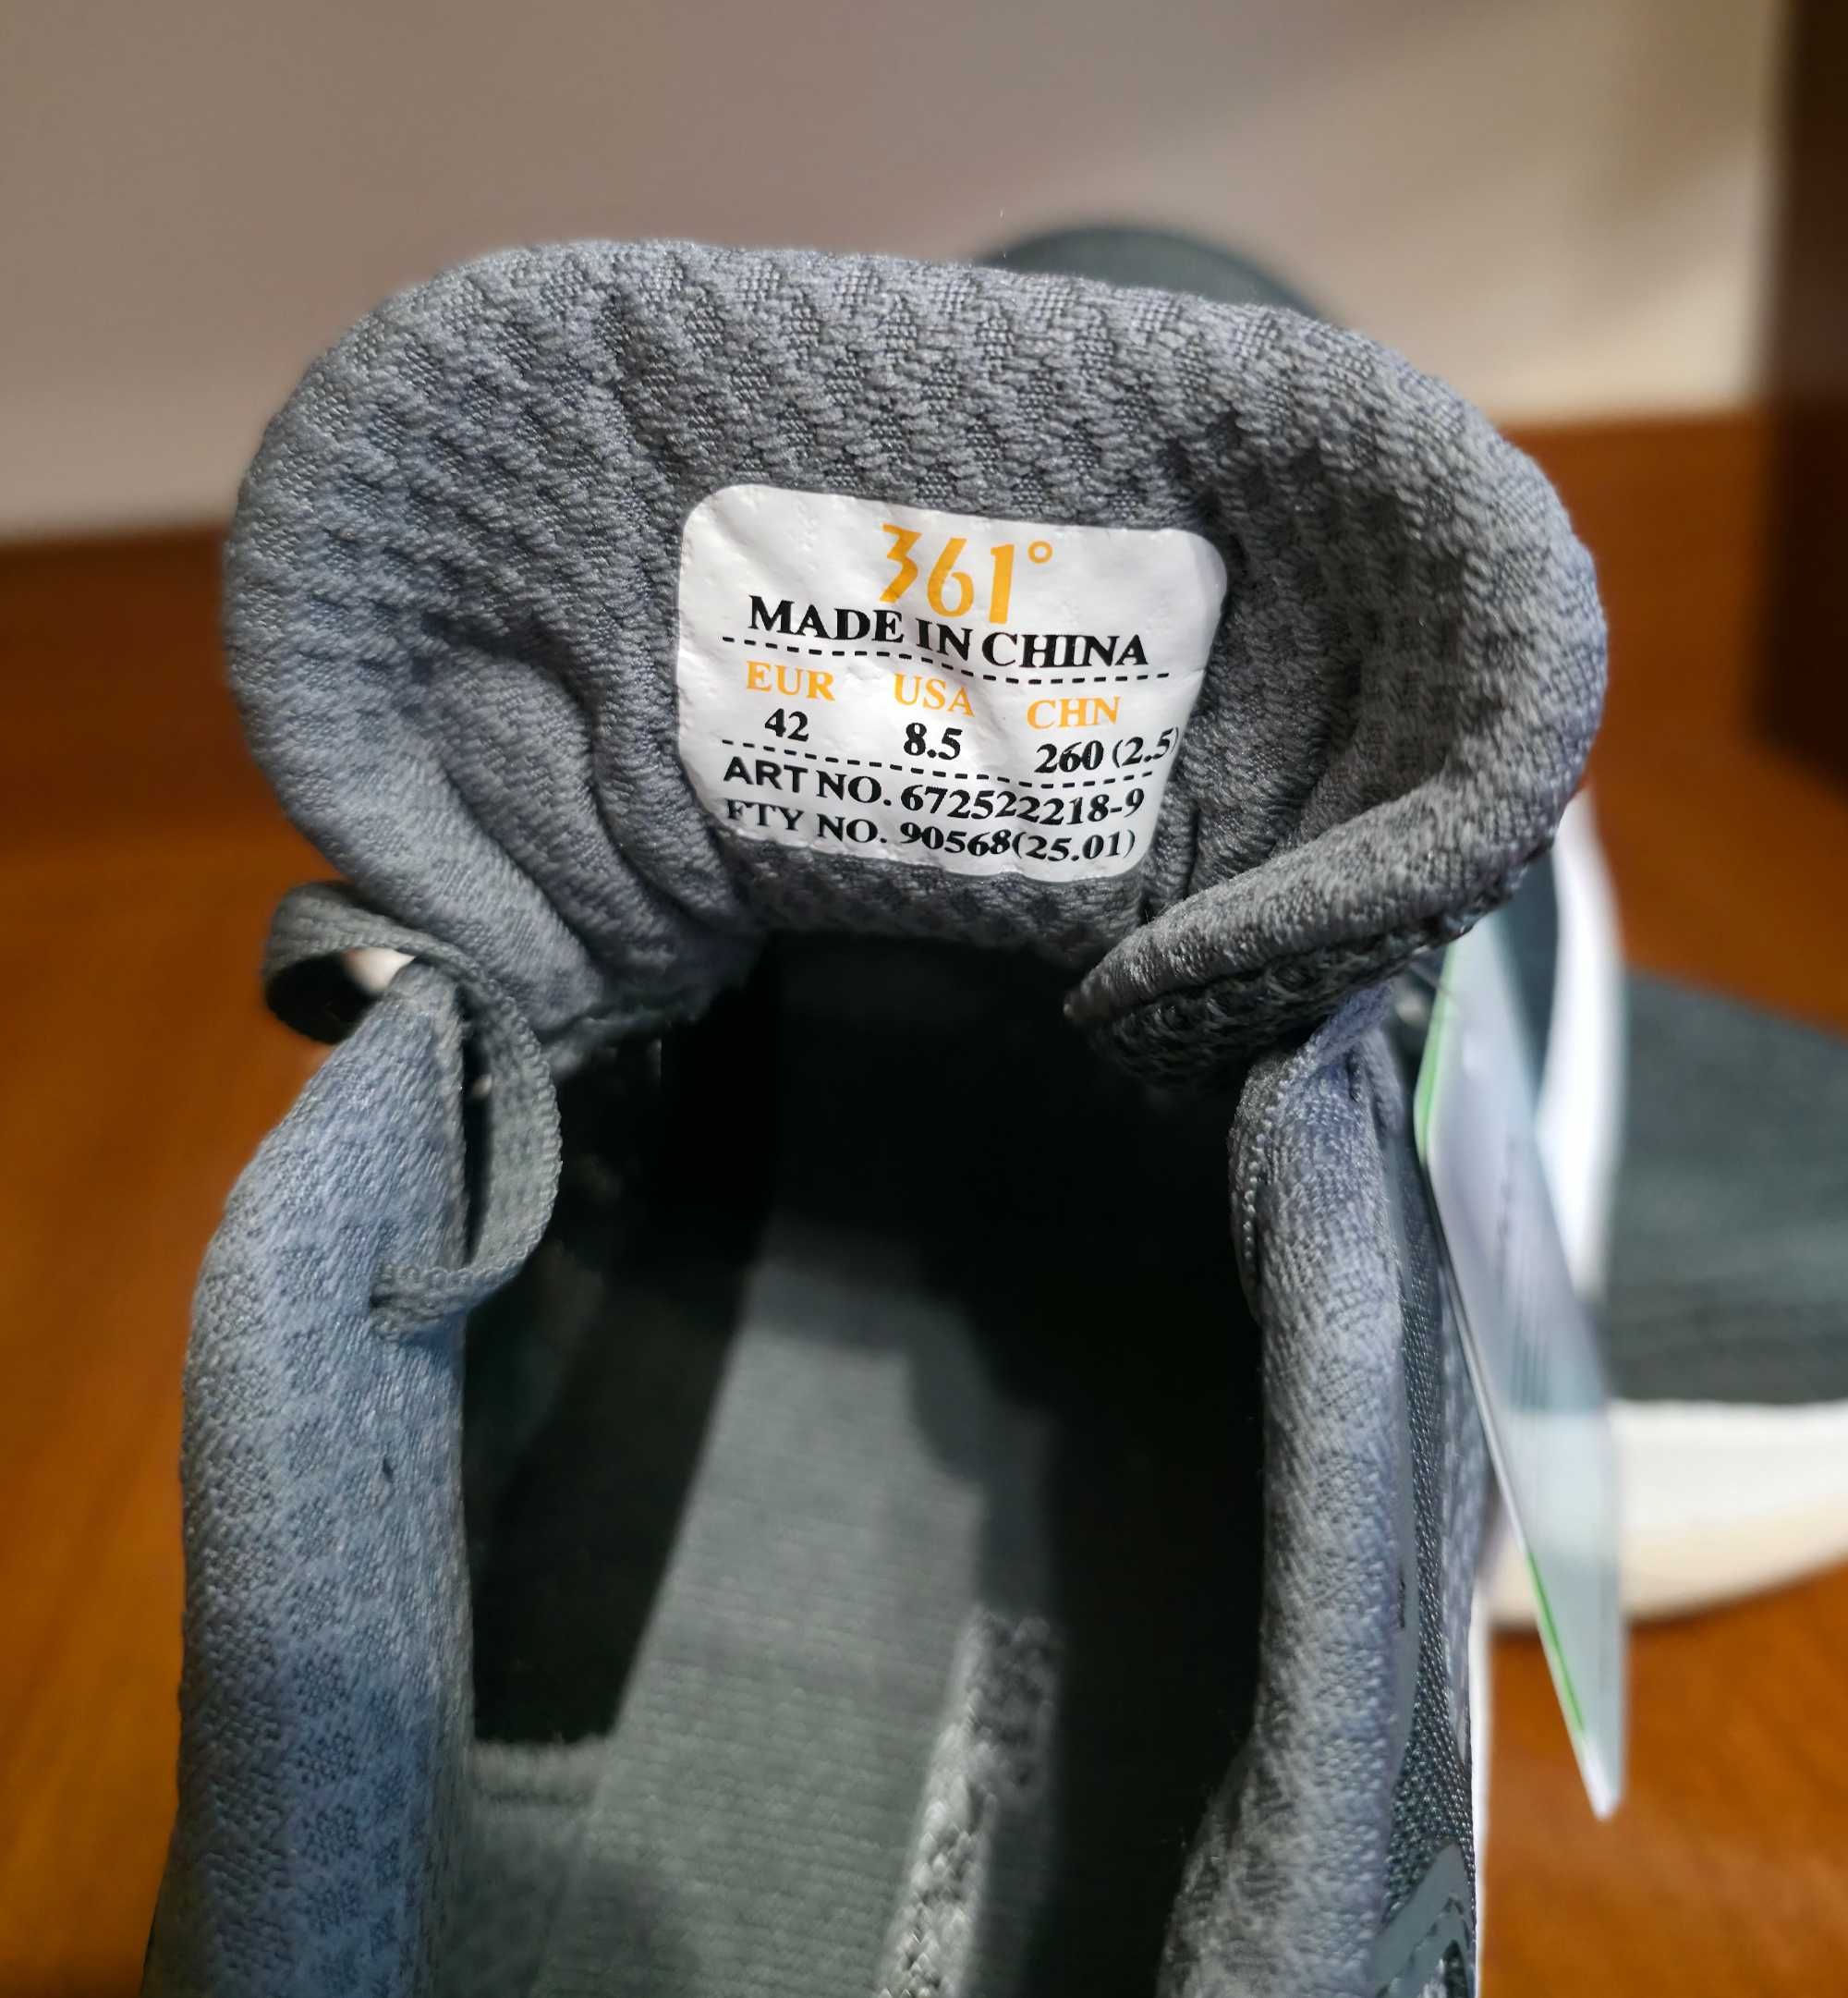 361°
MADE IN CHINA
EUR USA CHN
42 8.5 260 (2.5)
ART NO. 672522218-9
FTY NO. 90568(25.01)